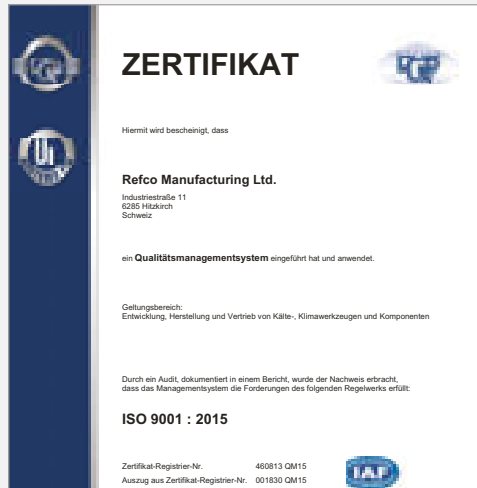 ZERTIFIKAT
Hiermit wird bescheinigt, dass
Refco Manufacturing Ltd.
Industriestraße 11
6285 Hitzkirch
Schweiz
ein Qualitätsmanagementsystem eingeführt hat und anwendet.
Geltungsbereich:
Entwicklung, Herstellung und Vertrieb von Kälte-, Klimawerkzeugen und Komponenten
Durch ein Audit, dokumentiert in einem Bericht, wurde der Nachweis erbracht,
dass das Managementsystem die Forderungen des folgenden Regelwerks erfüllt:
ISO 9001 : 2015
Zertifikat-Registrier-Nr. 460813 QM15
Auszug aus Zertifikat-Registrier-Nr. 001830 QM15
IAF